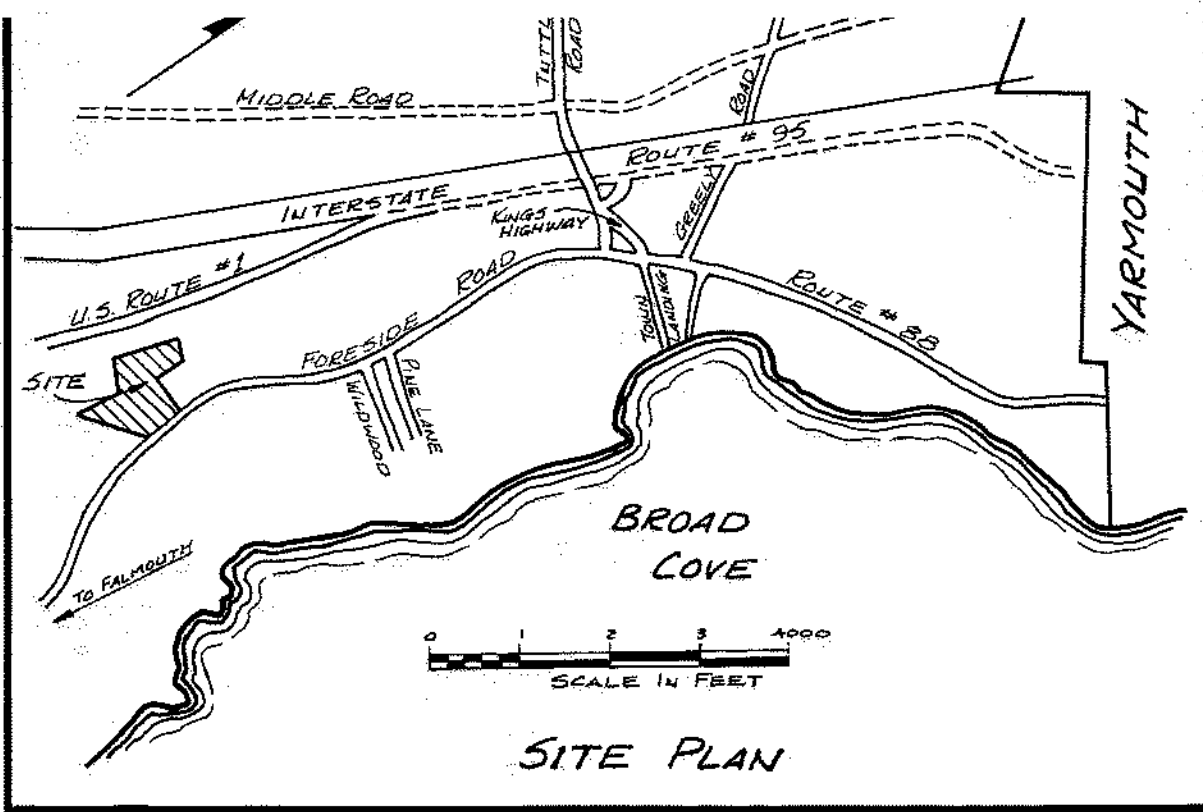 TUTTL
ROAD
MIDDLE ROAD
ROAD
GREELY
INTERSTATE ROUTE # 95
YARMOUTH
KINGS
HIGHWAY
U.S. ROUTE #1
FORESIDE ROAD
TOWN
LANDING
ROUTE # 88
SITE
PINE LANE
WILDWOOD
BROAD
COVE
TO FALMOUTH
0 1 2 3 4000
SCALE IN FEET
SITE PLAN